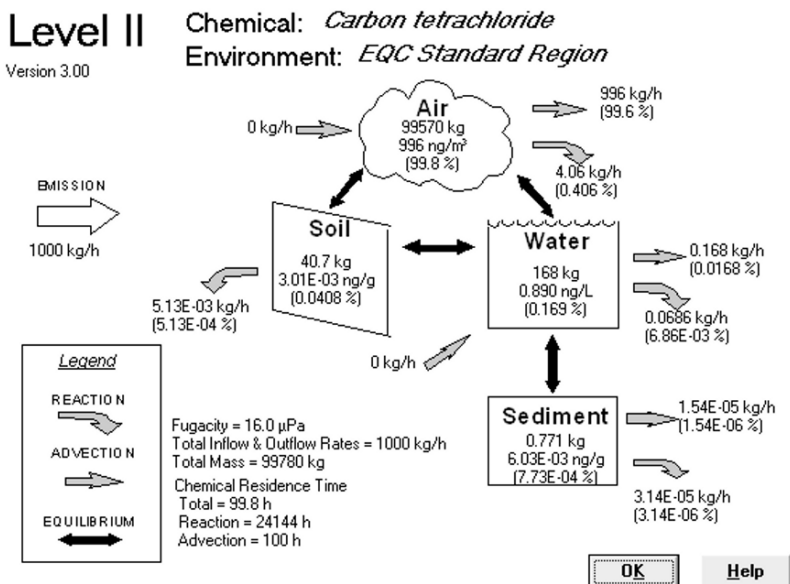 Level II
Version 3.00
Chemical: Carbon tetrachloride
Environment: EQC Standard Region
Air
99570 kg
996 ng/m³
(99.8 %)
0 kg/h
996 kg/h
(99.6 %)
4.06 kg/h
(0.406 %)
EMISSION
1000 kg/h
Soil
40.7 kg
3.01E-03 ng/g
(0.0408 %)
5.13E-03 kg/h
(5.13E-04 %)
Water
168 kg
0.890 ng/L
(0.169 %)
0.168 kg/h
(0.0168 %)
0.0686 kg/h
(6.86E-03 %)
0 kg/h
Sediment
0.771 kg
6.03E-03 ng/g
(7.73E-04 %)
1.54E-05 kg/h
(1.54E-06 %)
3.14E-05 kg/h
(3.14E-06 %)
Legend
REACTION
ADVECTION
EQUILIBRIUM
Fugacity = 16.0 µPa
Total Inflow & Outflow Rates = 1000 kg/h
Total Mass = 99780 kg
Chemical Residence Time
Total = 99.8 h
Reaction = 24144 h
Advection = 100 h
OK
Help